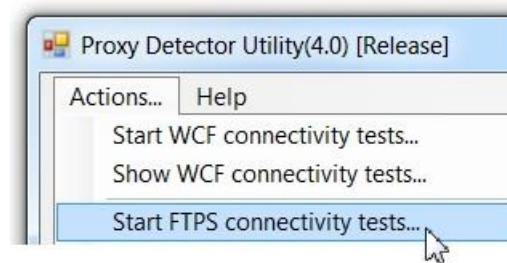 Proxy Detector Utility(4.0) [Release]
Actions... Help
Start WCF connectivity tests...
Show WCF connectivity tests...
Start FTPS connectivity tests...